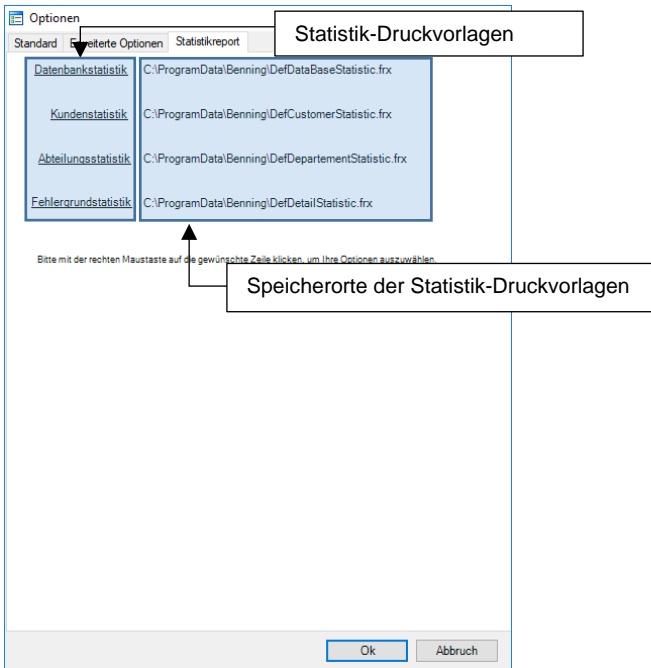 Optionen
Statistik-Druckvorlagen
Standard Erweiterte Optionen Statistikreport
Datenbankstatistik C:\ProgramData\Benning\DefDataBaseStatistic.frx
Kundenstatistik C:\ProgramData\Benning\DefCustomerStatistic.frx
Abteilungsstatistik C:\ProgramData\Benning\DefDepartementStatistic.frx
Fehlergrundstatistik C:\ProgramData\Benning\DefDetailStatistic.frx
Bitte mit der rechten Maustaste auf die gewünschte Zeile klicken, um Ihre Optionen auszuwählen.
Speicherorte der Statistik-Druckvorlagen
Ok Abbruch